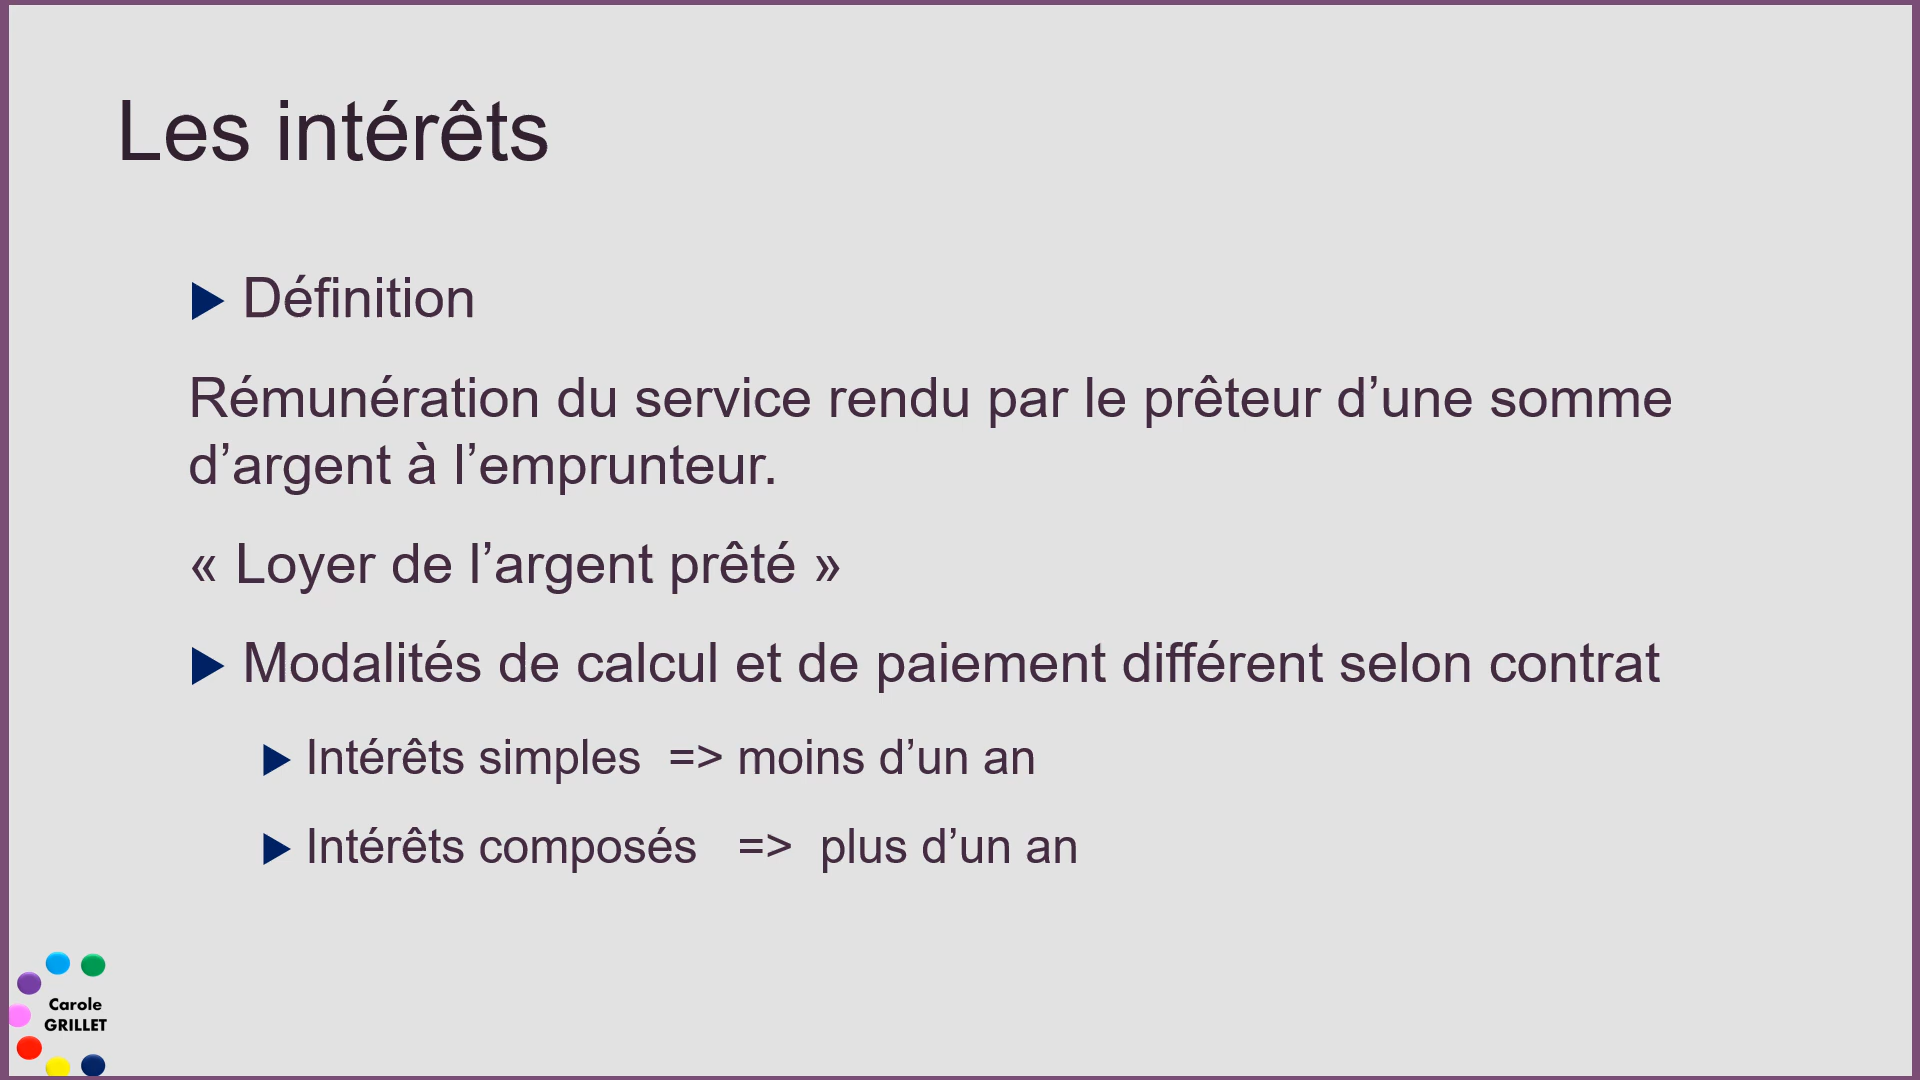 Les intérêts
Définition
Rémunération du service rendu par le prêteur d’une somme
d’argent à l’emprunteur.
« Loyer de l’argent prêté »
Modalités de calcul et de paiement différent selon contrat
Intérêts simples => moins d’un an
Intérêts composés => plus d’un an
Carole
GRILLET